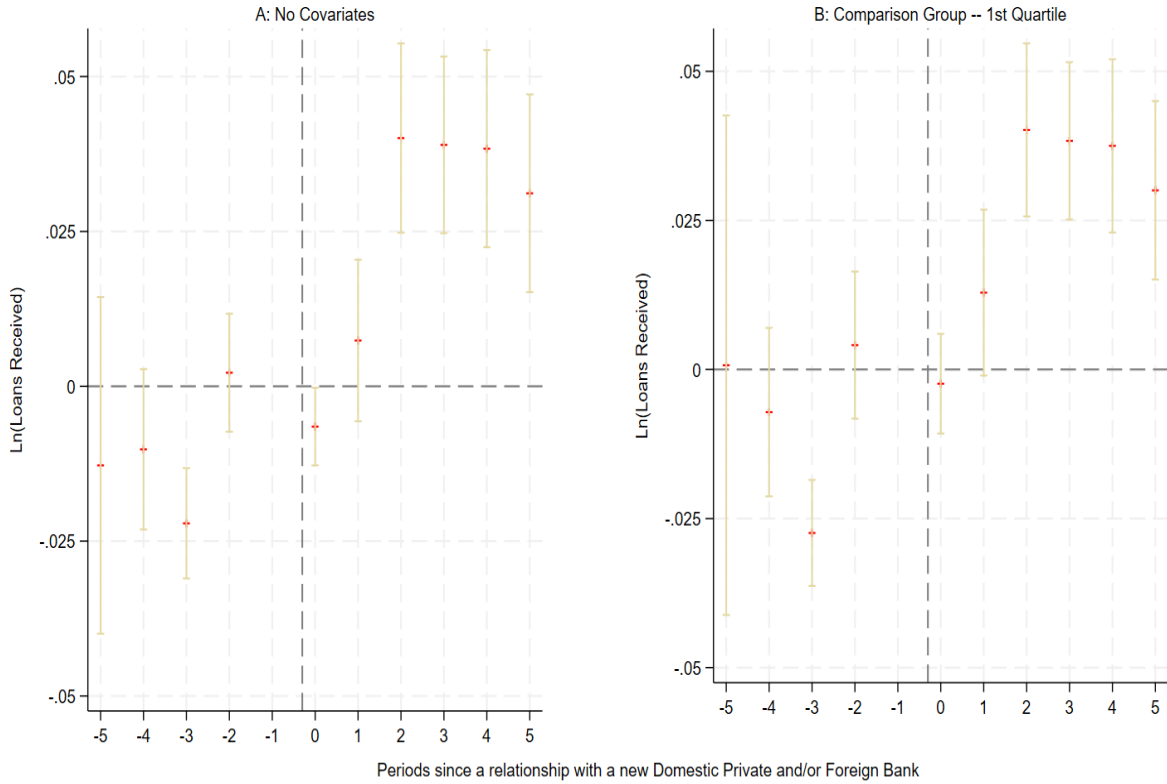 A: No Covariates
Ln(Loans Received)
.05
.025
0
-.025
-.05
-5 -4 -3 -2 -1 0 1 2 3 4 5
B: Comparison Group -- 1st Quartile
Ln(Loans Received)
.05
.025
0
-.025
-.05
-5 -4 -3 -2 -1 0 1 2 3 4 5
Periods since a relationship with a new Domestic Private and/or Foreign Bank